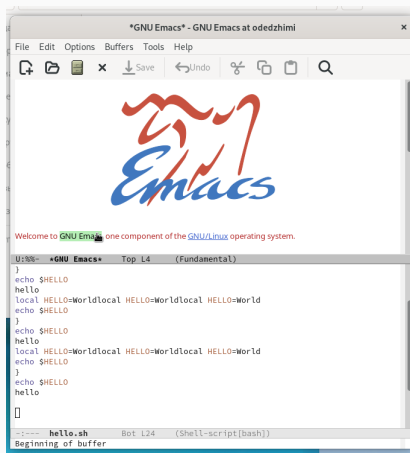 *GNU Emacs* - GNU Emacs at odedzhimi
File Edit Options Buffers Tools Help
Save Undo
Emacs
Welcome to GNU Emacs, one component of the GNU/Linux operating system.
U:%%- *GNU Emacs* Top L4 (Fundamental)
}
echo $HELLO
hello
local HELLO=Worldlocal HELLO=Worldlocal HELLO=World
echo $HELLO
}
echo $HELLO
hello
local HELLO=Worldlocal HELLO=Worldlocal HELLO=World
echo $HELLO
}
echo $HELLO
hello
-:--- hello.sh Bot L24 (Shell-script[bash])
Beginning of buffer